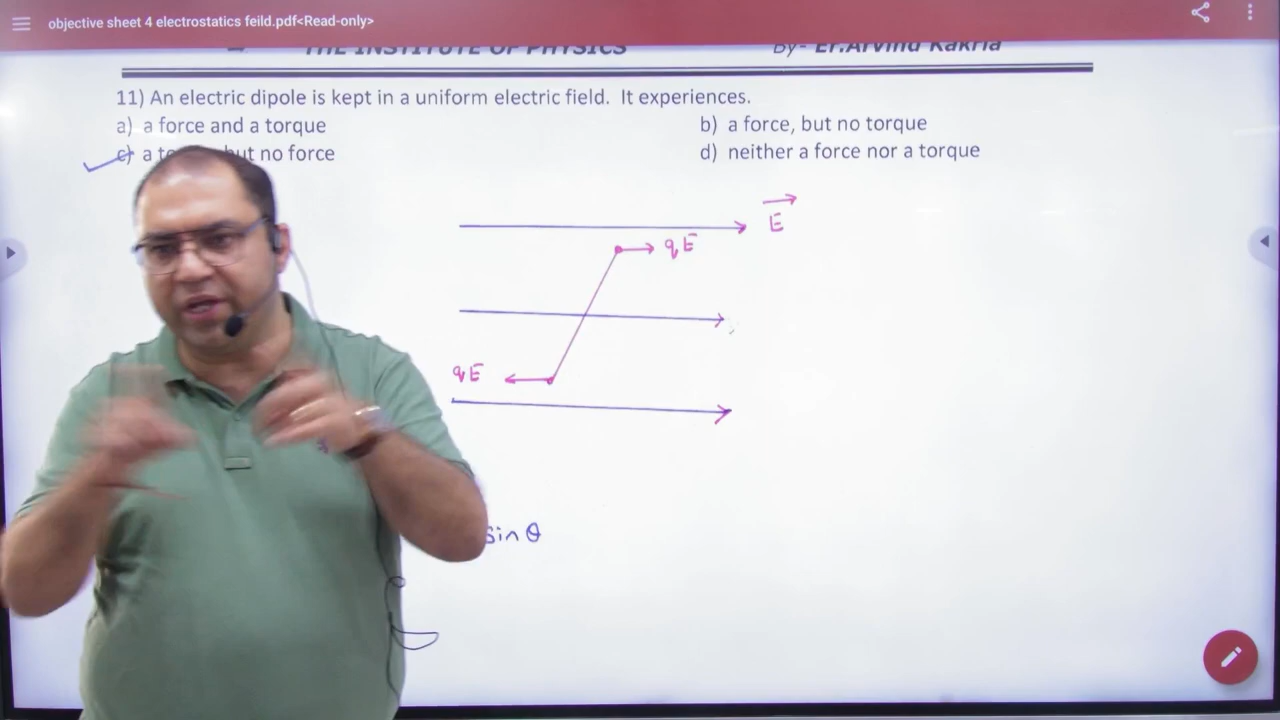 objective sheet 4 electrostatics feild.pdf<Read-only>
THE INSTITUTE OF PHYSICS By- Er.Arvind Kakria
11) An electric dipole is kept in a uniform electric field. It experiences.
a) a force and a torque b) a force, but no torque
c) a but no force d) neither a force nor a torque
E
qE
qE
sin θ